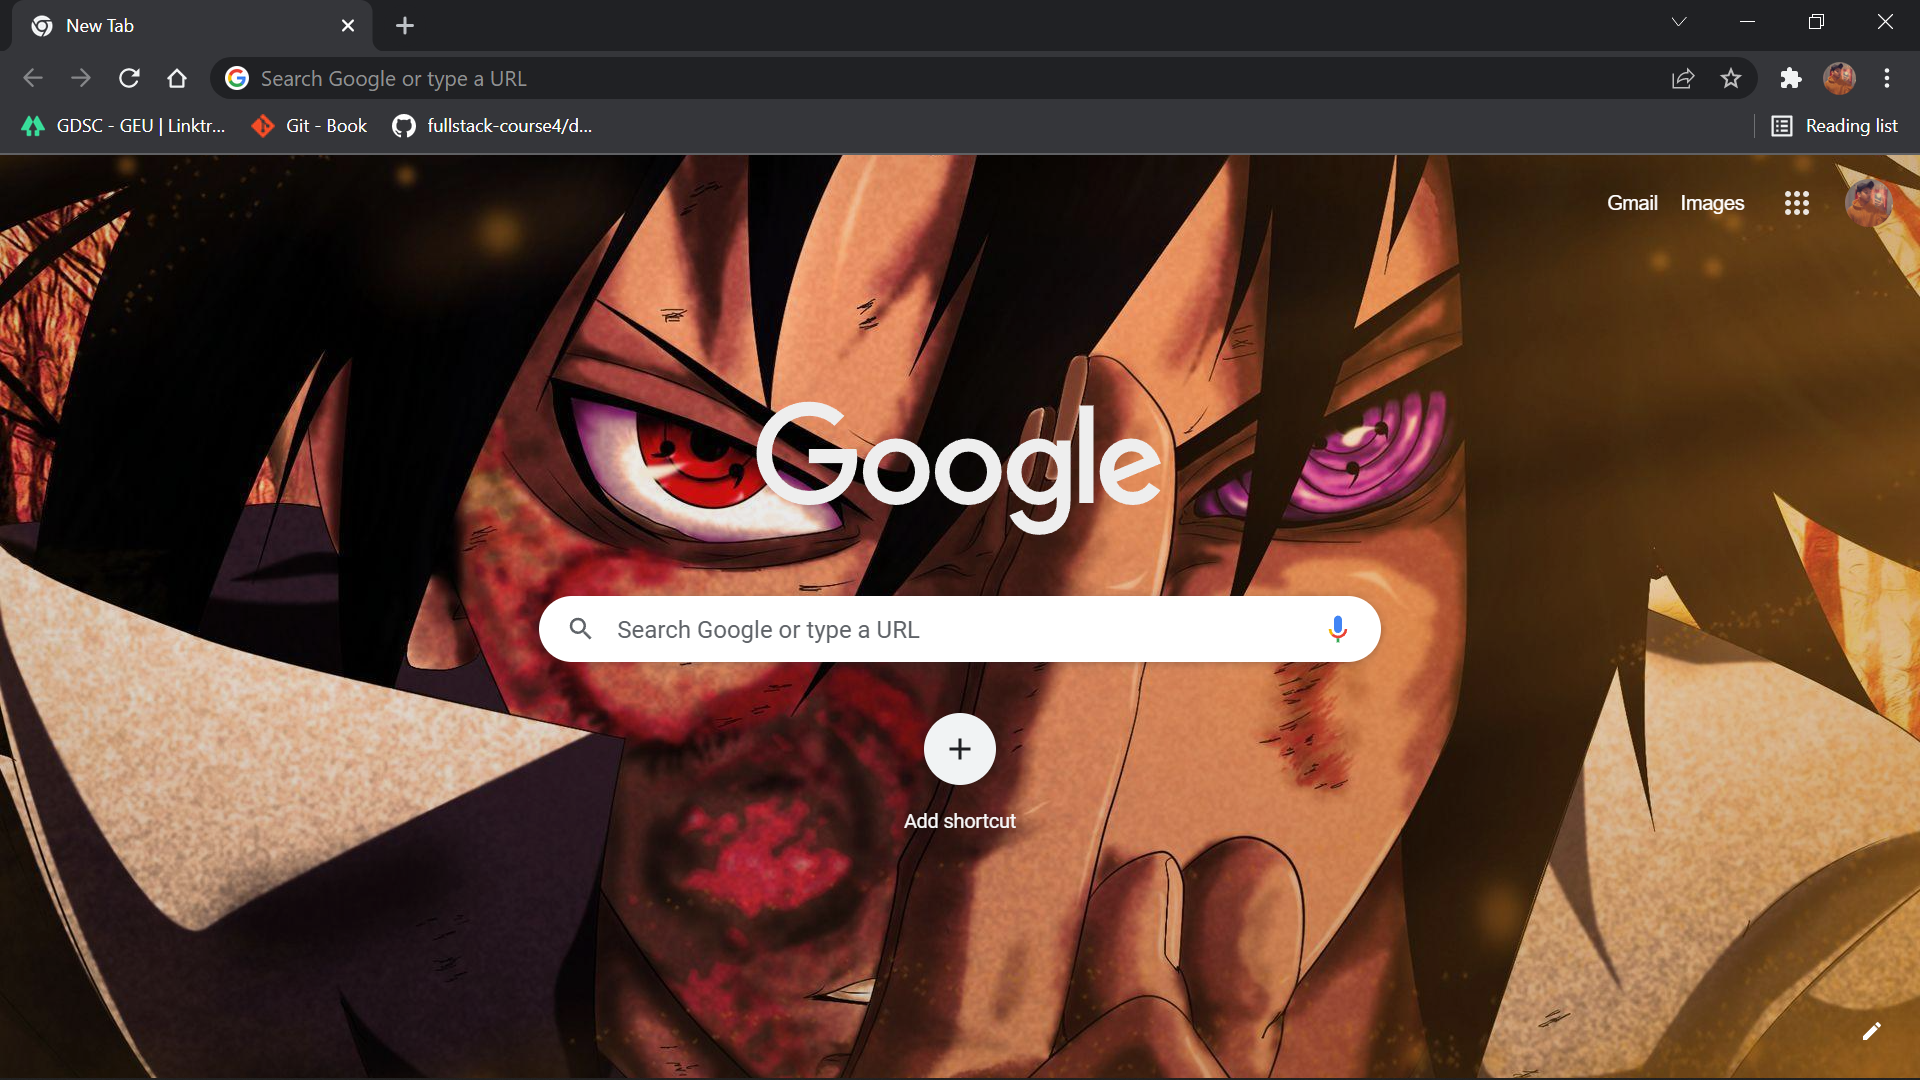 New Tab
Search Google or type a URL
GDSC - GEU | Linktr...
Git - Book
fullstack-course4/d...
Reading list
Gmail
Images
Google
Search Google or type a URL
Add shortcut